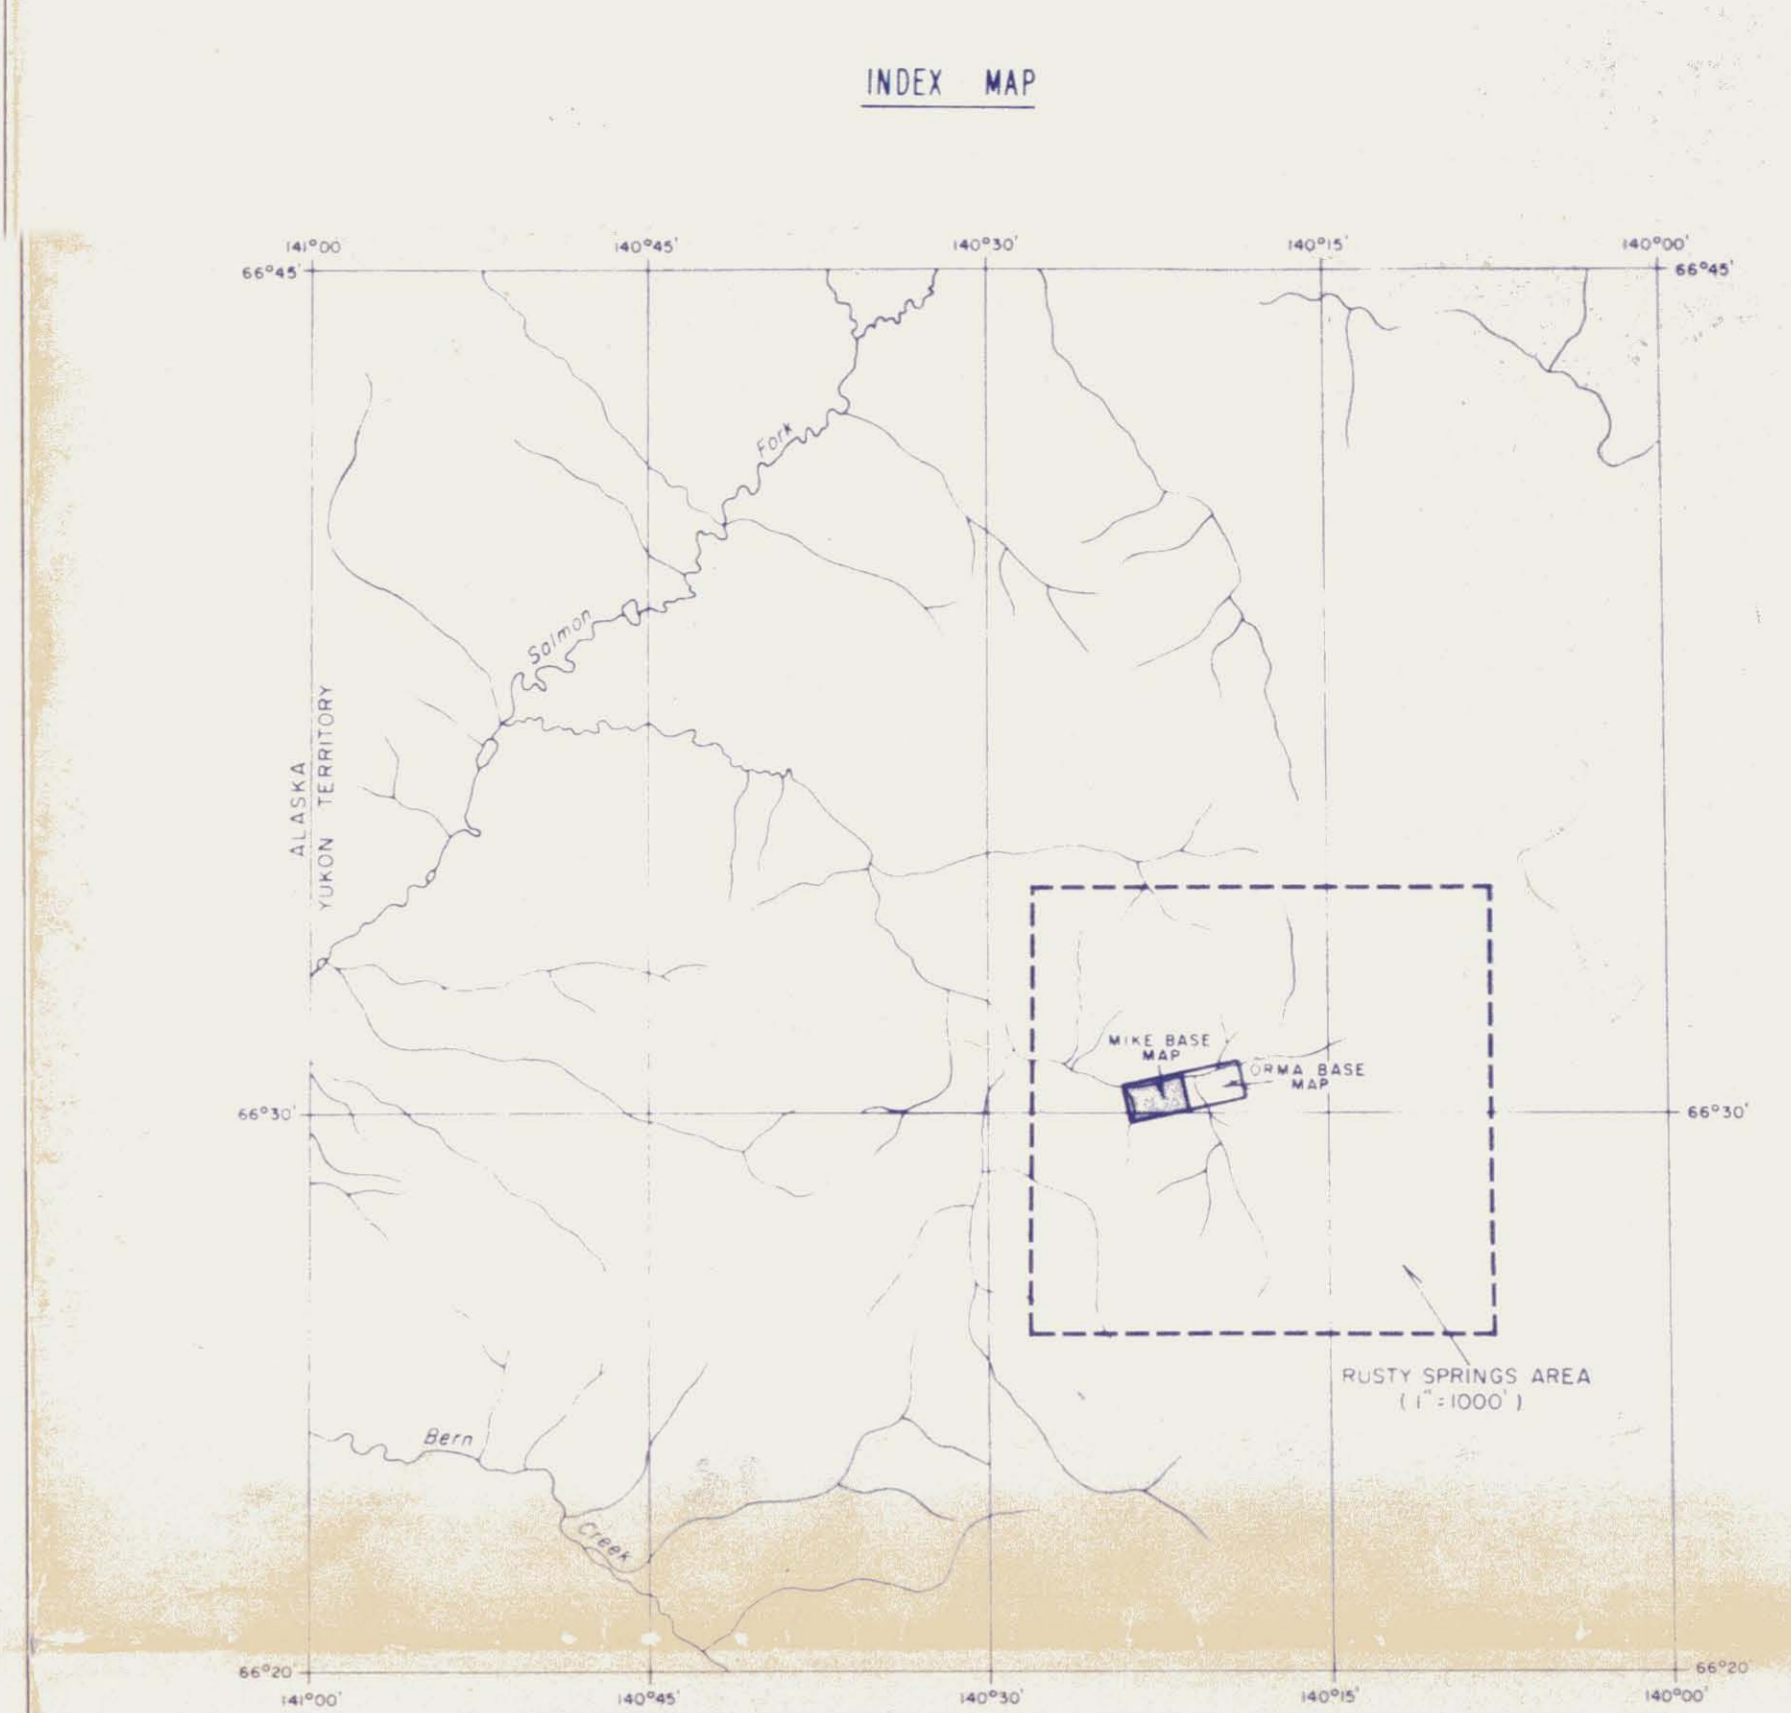 INDEX MAP
141°00 140°45' 140°30' 140°15' 140°00'
66°45' 66°45'
Fork
Salmon
ALASKA
YUKON TERRITORY
MIKE BASE
MAP
ORMA BASE
MAP
66°30' 66°30'
RUSTY SPRINGS AREA
(1"=1000')
Bern
Creek
66°20' 66°20'
141°00' 140°45' 140°30' 140°15' 140°00'